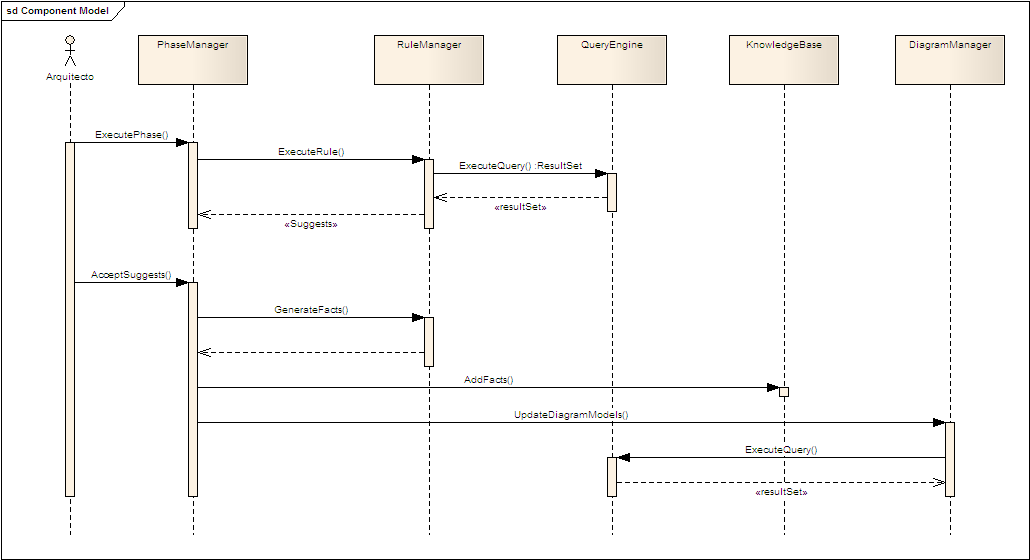 sd Component Model
Arquitecto
PhaseManager
RuleManager
QueryEngine
KnowledgeBase
DiagramManager
ExecutePhase()
ExecuteRule()
ExecuteQuery() :ResultSet
«resultSet»
«Suggests»
AcceptSuggests()
GenerateFacts()
AddFacts()
UpdateDiagramModels()
ExecuteQuery()
«resultSet»